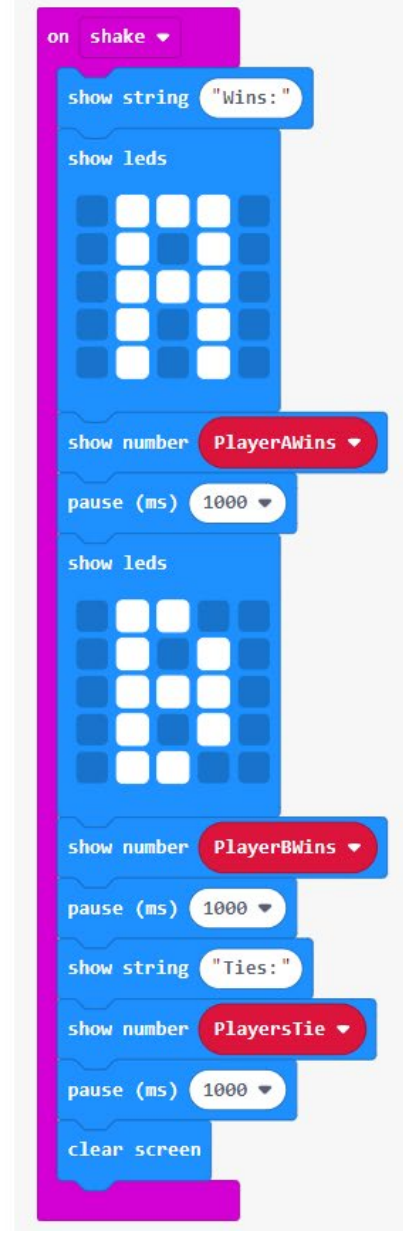 on shake
show string "Wins:"
show leds
show number PlayerAWins
pause (ms) 1000
show leds
show number PlayerBWins
pause (ms) 1000
show string "Ties:"
show number PlayersTie
pause (ms) 1000
clear screen